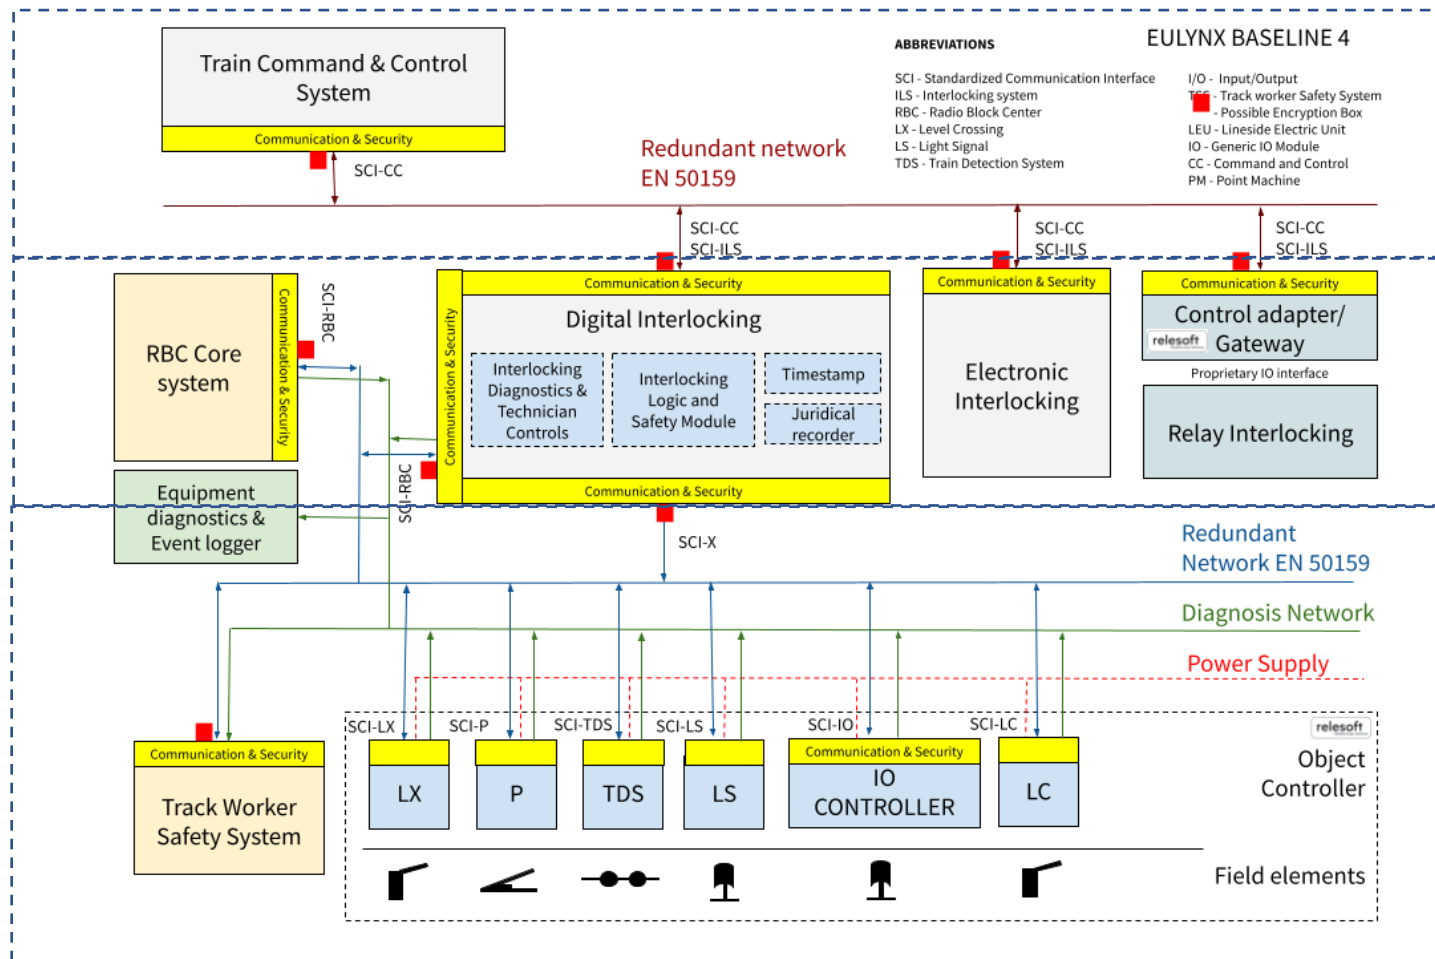 Train Command & Control
System
Communication & Security
SCI-CC
Redundant network
EN 50159
ABBREVIATIONS
SCI - Standardized Communication Interface
ILS - Interlocking system
RBC - Radio Block Center
LX - Level Crossing
LS - Light Signal
TDS - Train Detection System
EULYNX BASELINE 4
I/O - Input/Output
TSS - Track worker Safety System
- Possible Encryption Box
LEU - Lineside Electric Unit
IO - Generic IO Module
CC - Command and Control
PM - Point Machine
SCI-CC
SCI-ILS
SCI-CC
SCI-ILS
SCI-CC
SCI-ILS
RBC Core
system
Communication & Security
SCI-RBC
Equipment
diagnostics &
Event logger
Communication & Security
Communication & Security
Digital Interlocking
Interlocking
Diagnostics &
Technician
Controls
Interlocking
Logic and
Safety Module
Timestamp
Juridical
recorder
Communication & Security
SCI-RBC
SCI-X
Communication & Security
Electronic
Interlocking
Communication & Security
Control adapter/
relesoft
Gateway
Proprietary IO interface
Relay Interlocking
Redundant
Network EN 50159
Diagnosis Network
Power Supply
Communication & Security
Track Worker
Safety System
SCI-LX
SCI-P
SCI-TDS
SCI-LS
SCI-IO
SCI-LC
LX
P
TDS
LS
Communication & Security
IO
CONTROLLER
LC
relesoft
Object
Controller
Field elements